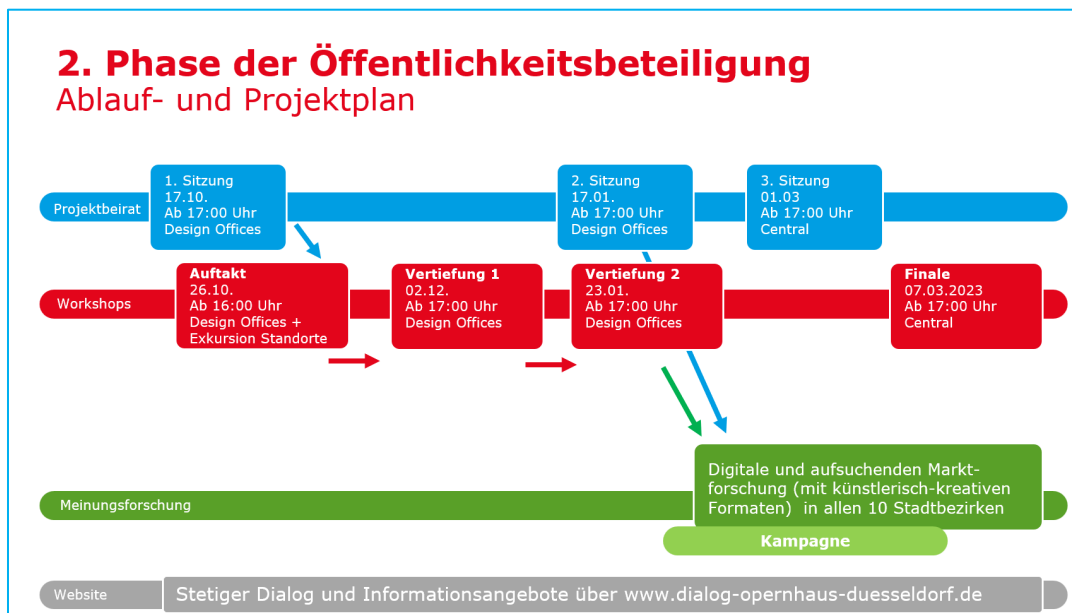 2. Phase der Öffentlichkeitsbeteiligung
Ablauf- und Projektplan
Projektbeirat
1. Sitzung
17.10.
Ab 17:00 Uhr
Design Offices
2. Sitzung
17.01.
Ab 17:00 Uhr
Design Offices
3. Sitzung
01.03
Ab 17:00 Uhr
Central
Workshops
Auftakt
26.10.
Ab 16:00 Uhr
Design Offices +
Exkursion Standorte
Vertiefung 1
02.12.
Ab 17:00 Uhr
Design Offices
Vertiefung 2
23.01.
Ab 17:00 Uhr
Design Offices
Finale
07.03.2023
Ab 17:00 Uhr
Central
Meinungsforschung
Digitale und aufsuchenden Markt-
forschung (mit künstlerisch-kreativen
Formaten) in allen 10 Stadtbezirken
Kampagne
Website
Stetiger Dialog und Informationsangebote über www.dialog-opernhaus-duesseldorf.de